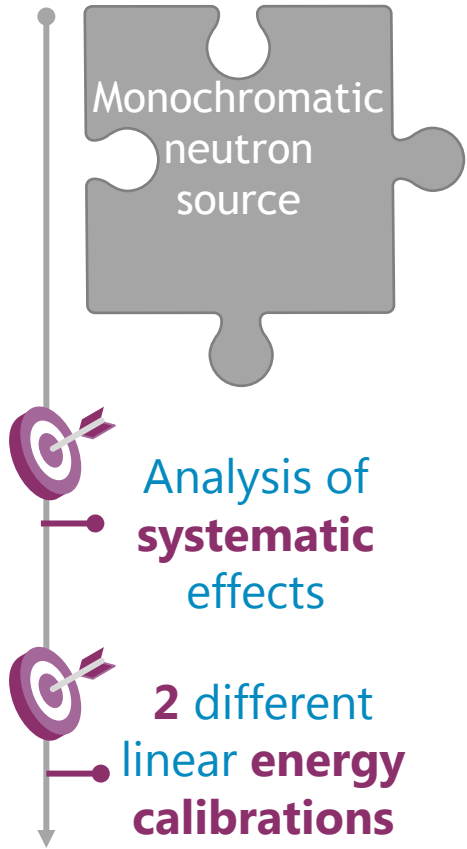 Monochromatic
neutron
source
Analysis of
systematic
effects
2 different
linear energy
calibrations